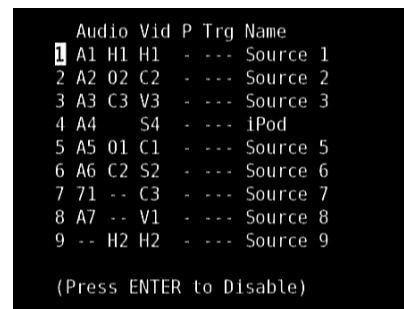 Audio Vid P Trg Name
1 A1 H1 H1 - --- Source 1
2 A2 O2 C2 - --- Source 2
3 A3 C3 V3 - --- Source 3
4 A4 S4 - --- iPod
5 A5 O1 C1 - --- Source 5
6 A6 C2 S2 - --- Source 6
7 71 -- C3 - --- Source 7
8 A7 -- V1 - --- Source 8
9 -- H2 H2 - --- Source 9
(Press ENTER to Disable)